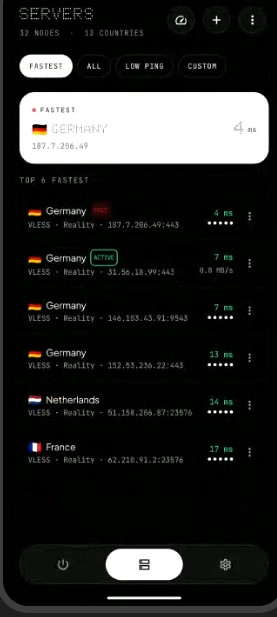 SERVERS
32 NODES · 13 COUNTRIES
FASTEST
ALL
LOW PING
CUSTOM
FASTEST
GERMANY 4 ms
187.7.206.49
TOP 6 FASTEST
Germany FAST 4 ms
VLESS · Reality · 187.7.206.49:443
Germany ACTIVE 7 ms
VLESS · Reality · 31.56.18.99:443 0.8 MB/s
Germany 7 ms
VLESS · Reality · 146.103.43.91:9543
Germany 13 ms
VLESS · Reality · 152.53.236.22:443
Netherlands 14 ms
VLESS · Reality · 51.158.206.87:23576
France 17 ms
VLESS · Reality · 62.210.91.2:23576